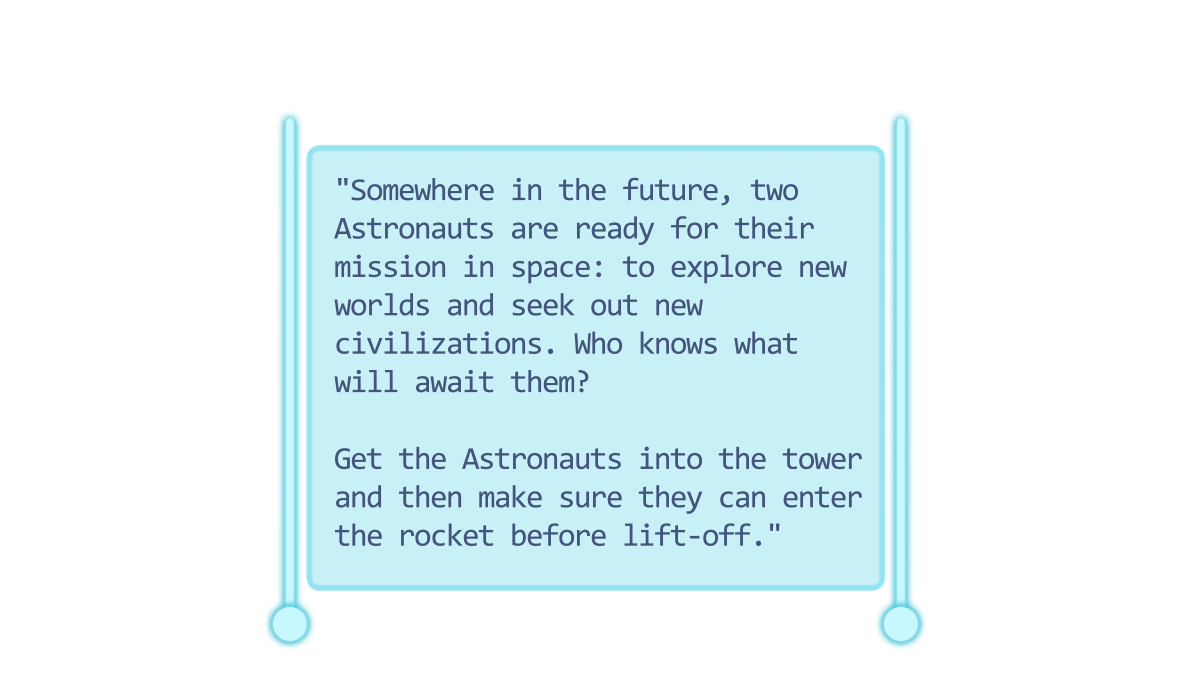 "Somewhere in the future, two
Astronauts are ready for their
mission in space: to explore new
worlds and seek out new
civilizations. Who knows what
will await them?
Get the Astronauts into the tower
and then make sure they can enter
the rocket before lift-off."